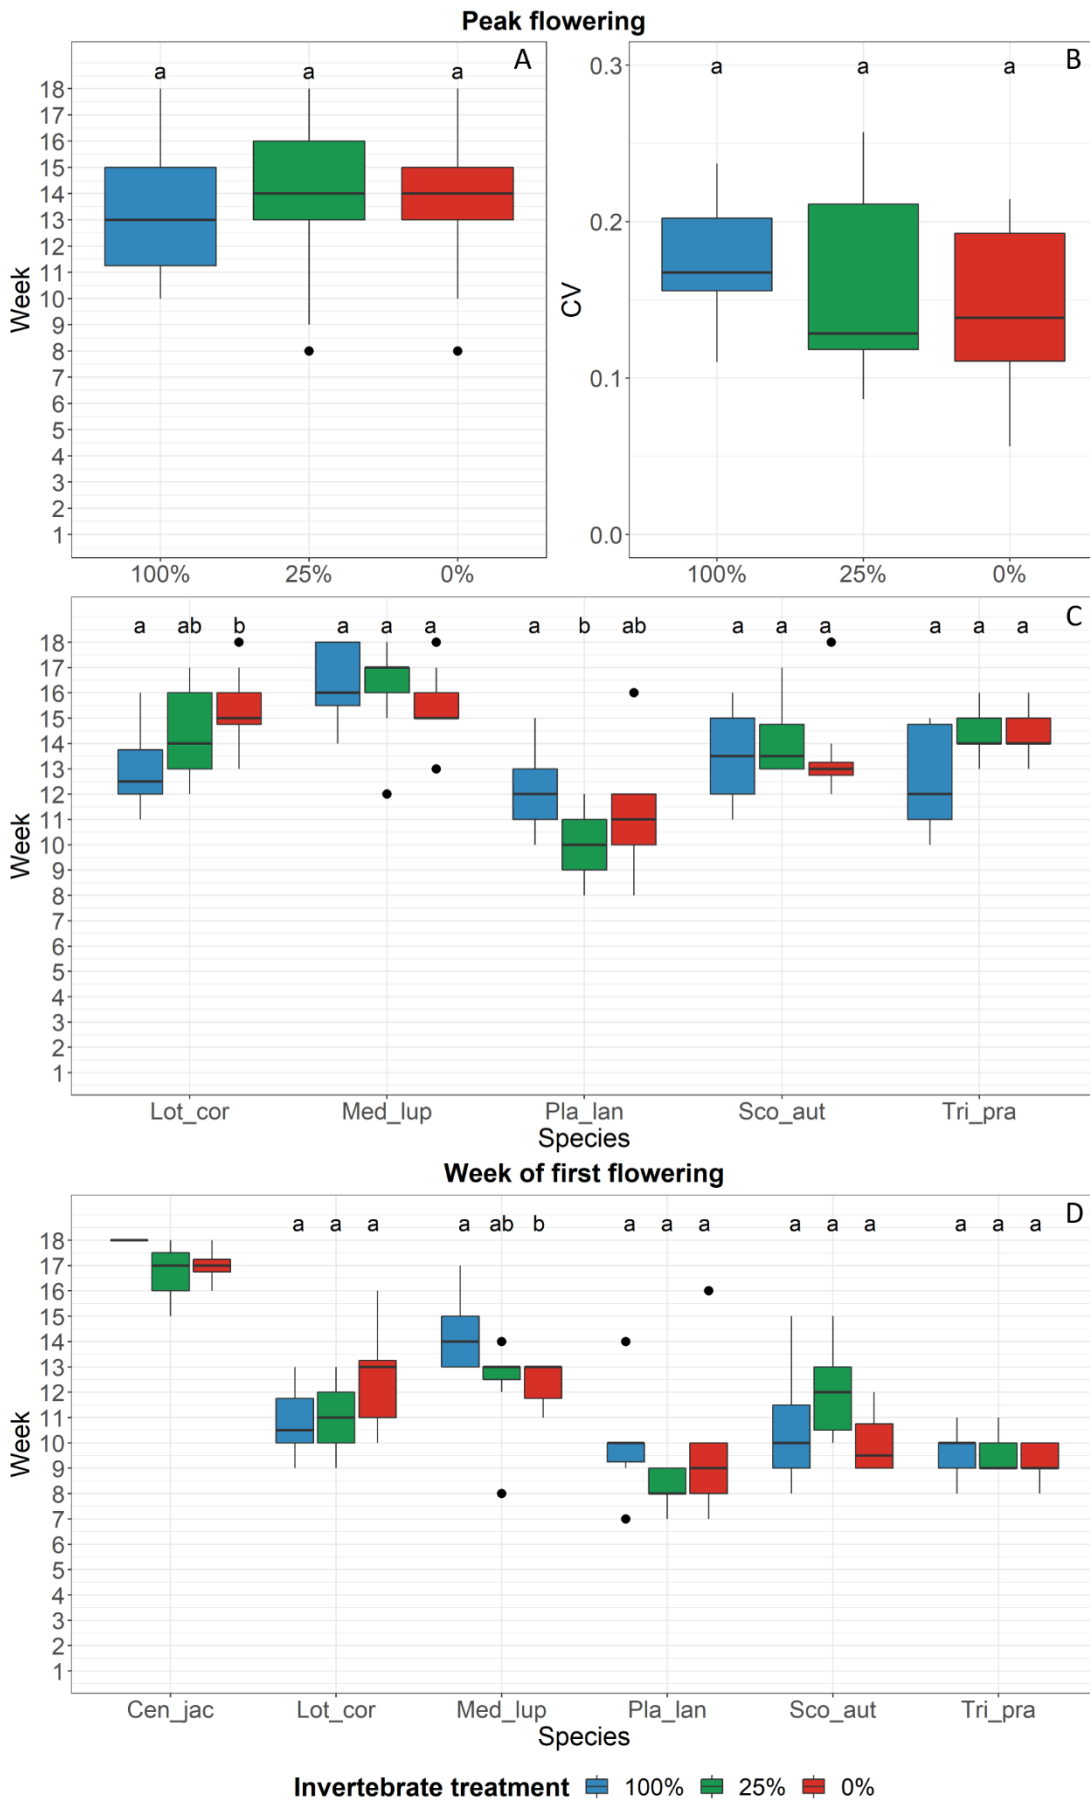 Peak flowering
A
a a a
18
17
16
15
14
13
12
11
10
9
8
7
6
5
4
3
2
1
Week
100% 25% 0%
B
a a a
0.3
0.2
0.1
0.0
CV
100% 25% 0%
C
a ab b a a a a b ab a a a a a a
18
17
16
15
14
13
12
11
10
9
8
7
6
5
4
3
2
1
Week
Lot_cor Med_lup Pla_lan Sco_aut Tri_pra
Species
Week of first flowering
D
a a a a ab b a a a a a a a a a
18
17
16
15
14
13
12
11
10
9
8
7
6
5
4
3
2
1
Week
Cen_jac Lot_cor Med_lup Pla_lan Sco_aut Tri_pra
Species
Invertebrate treatment 100% 25% 0%